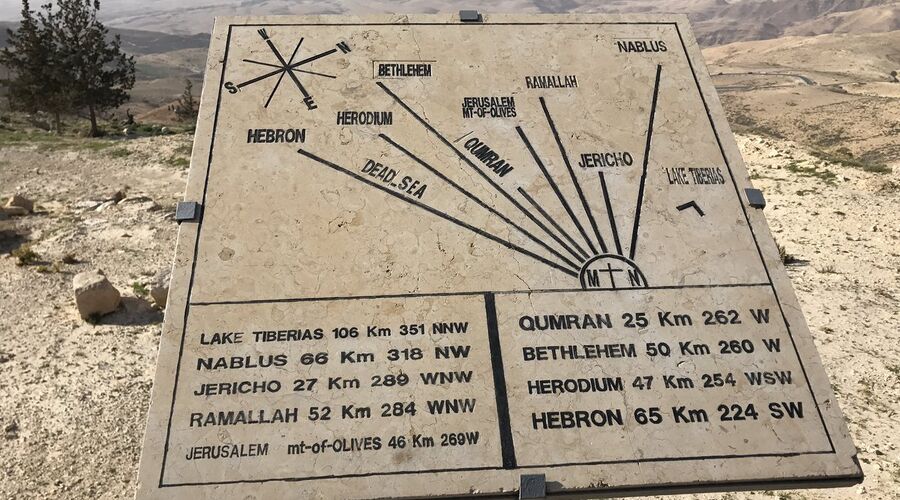 W
N
S
E
NABLUS
BETHLEHEM
RAMALLAH
JERUSALEM
MT-OF-OLIVES
HERODIUM
HEBRON
QUMRAN
JERICHO
DEAD_SEA
LAKE TIBERIAS
M N
LAKE TIBERIAS 106 Km 351 NNW
NABLUS 66 Km 318 NW
JERICHO 27 Km 289 WNW
RAMALLAH 52 Km 284 WNW
JERUSALEM mt-of-OLIVES 46 Km 269W
QUMRAN 25 Km 262 W
BETHLEHEM 50 Km 260 W
HERODIUM 47 Km 254 WSW
HEBRON 65 Km 224 SW